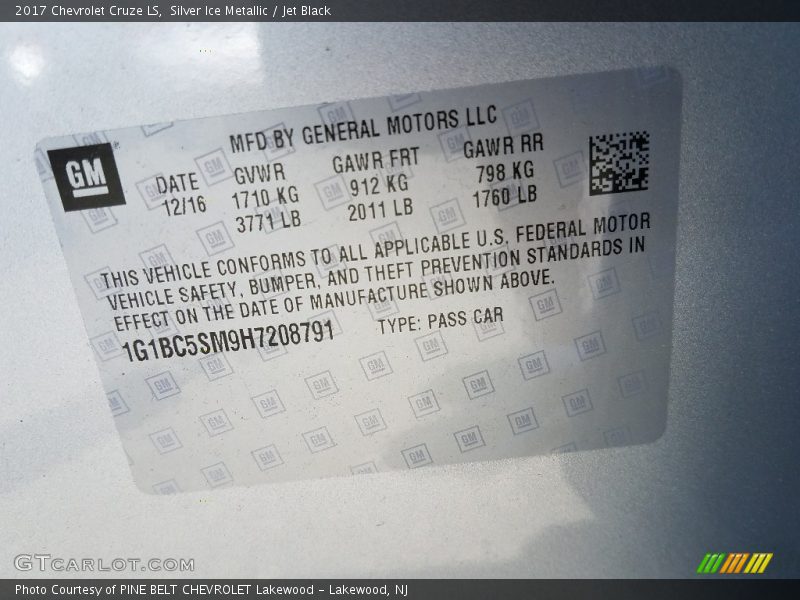 2017 Chevrolet Cruze LS, Silver Ice Metallic / Jet Black
MFD BY GENERAL MOTORS LLC
GM
DATE GVWR GAWR FRT GAWR RR
12/16 1710 KG 912 KG 798 KG
3771 LB 2011 LB 1760 LB
THIS VEHICLE CONFORMS TO ALL APPLICABLE U.S. FEDERAL MOTOR
VEHICLE SAFETY, BUMPER, AND THEFT PREVENTION STANDARDS IN
EFFECT ON THE DATE OF MANUFACTURE SHOWN ABOVE.
1G1BC5SM9H7208791 TYPE: PASS CAR
GTCARLOT.COM
Photo Courtesy of PINE BELT CHEVROLET Lakewood - Lakewood, NJ